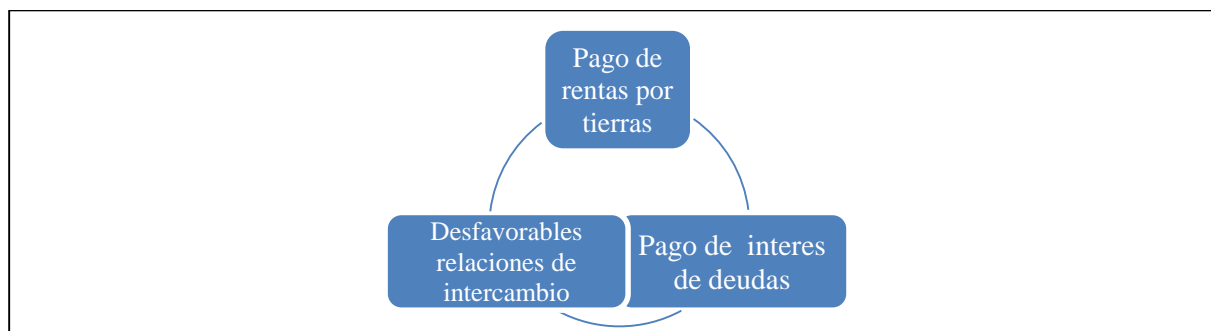 Pago de
rentas por
tierras
Desfavorables
relaciones de
intercambio
Pago de  interes
de deudas